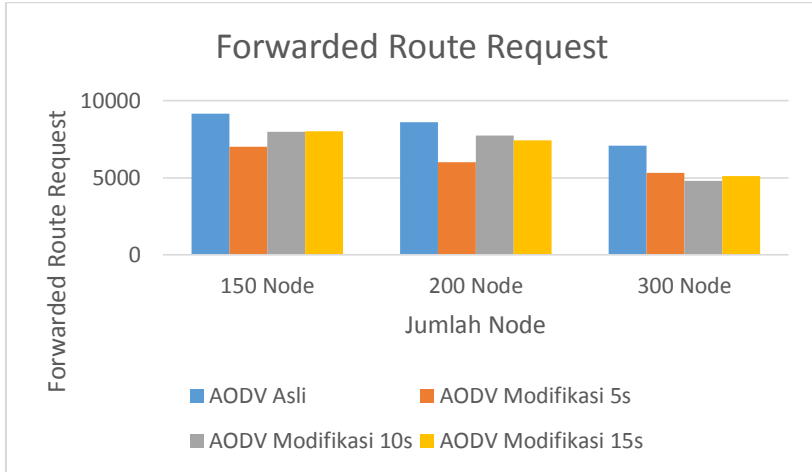 Forwarded Route Request
Forwarded Route Request
10000
5000
0
150 Node
200 Node
300 Node
Jumlah Node
AODV Asli
AODV Modifikasi 5s
AODV Modifikasi 10s
AODV Modifikasi 15s